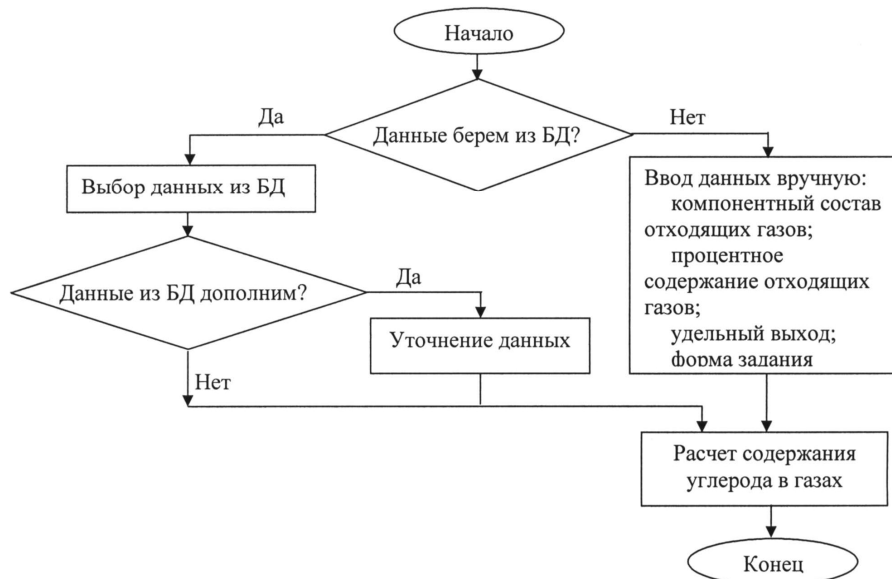 Начало
Да
Данные берем из БД?
Нет
Выбор данных из БД
Ввод данных вручную:
компонентный состав
отходящих газов;
процентное
содержание отходящих
газов;
удельный выход;
форма задания
Данные из БД дополним?
Да
Уточнение данных
Нет
Расчет содержания
углерода в газах
Конец